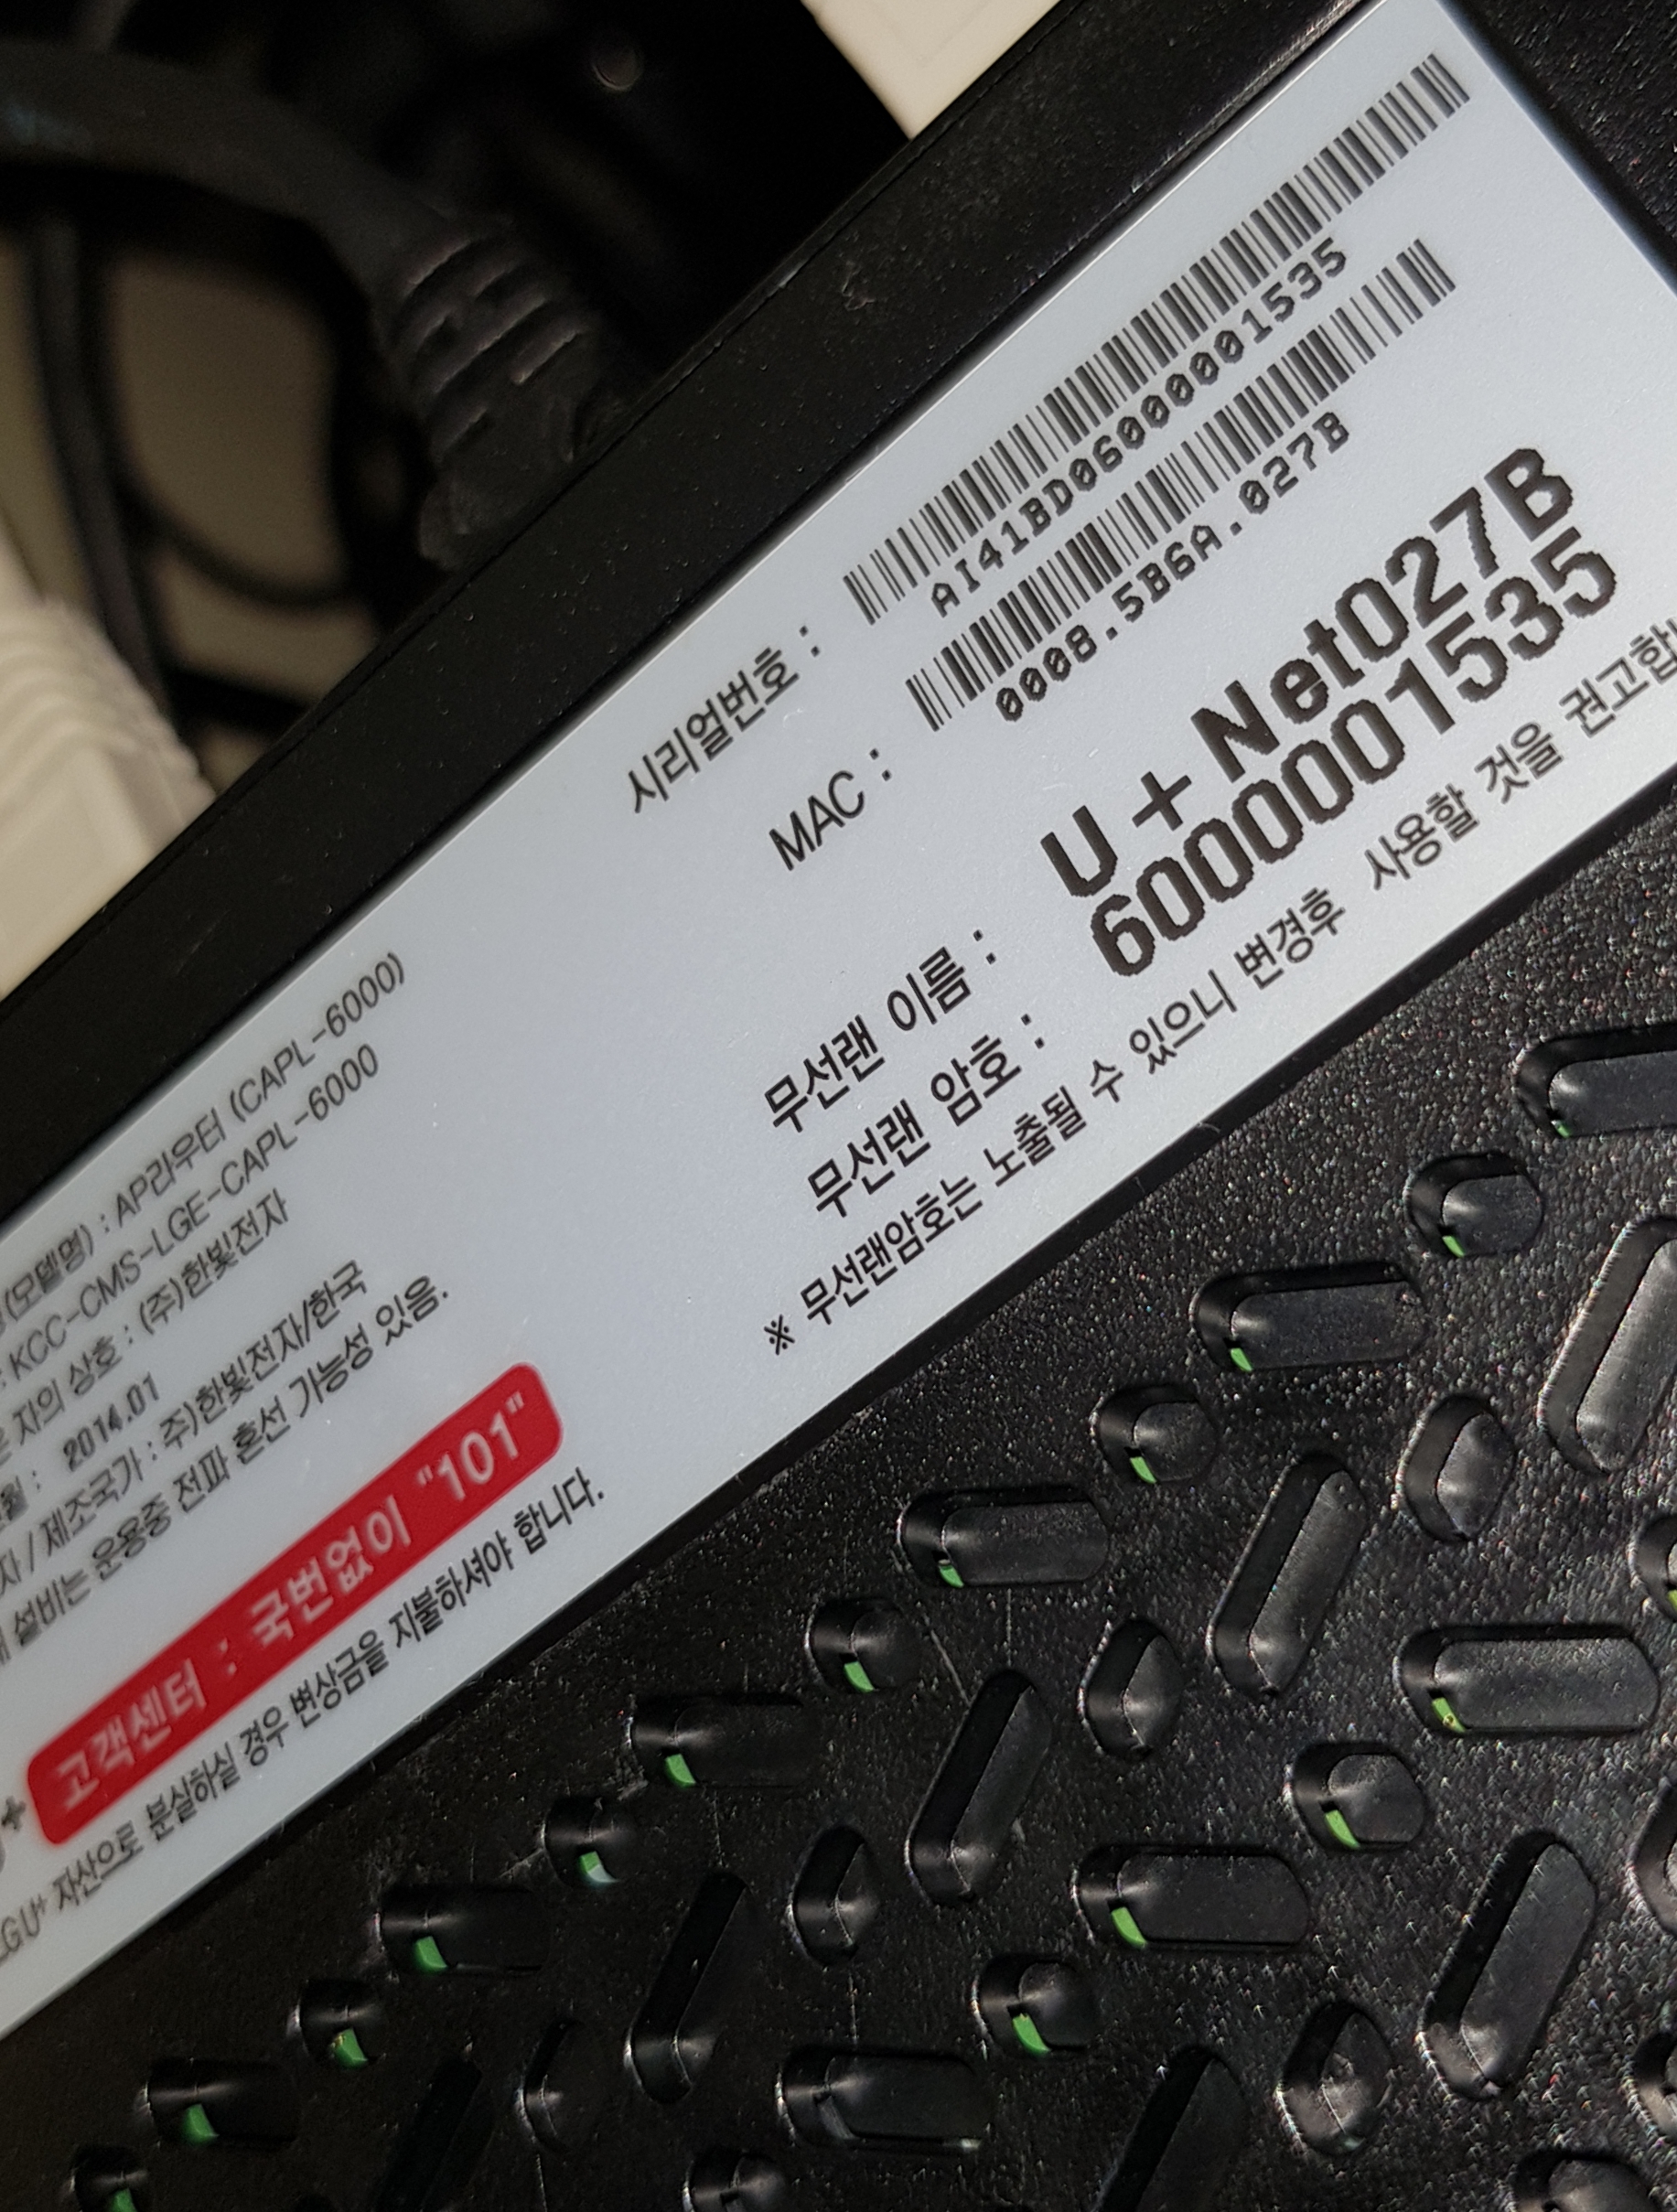 (모델명) : AP라우터 (CAPL-6000)
: KCC-CMS-LGE-CAPL-6000
자의 상호 : (주)한빛전자
: 2014.01
자 / 제조국가 : 주)한빛전자/한국
설비는 운용중 전파 혼선 가능성 있음.
+ 고객센터 : 국번없이 "101"
LGU+ 자산으로 분실하실 경우 변상금을 지불하셔야 합니다.
시리얼번호 :
AI41BD06000001535
MAC :
0008.5B6A.027B
무선랜 이름 : U+Net027B
무선랜 암호 : 6000001535
※ 무선랜암호는 노출될 수 있으니 변경후 사용할 것을 권고합